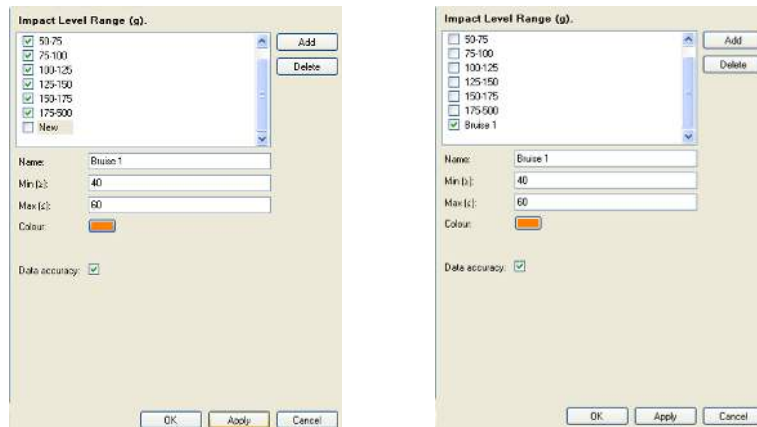 Impact Level Range (g).
50-75
75-100
100-125
125-150
150-175
175-500
New
Add
Delete
Name: Bruise 1
Min (≥): 40
Max (≤): 60
Colour:
Data accuracy:
OK Apply Cancel
Impact Level Range (g).
50-75
75-100
100-125
125-150
150-175
175-500
Bruise 1
Add
Delete
Name: Bruise 1
Min (≥): 40
Max (≤): 60
Colour:
Data accuracy:
OK Apply Cancel